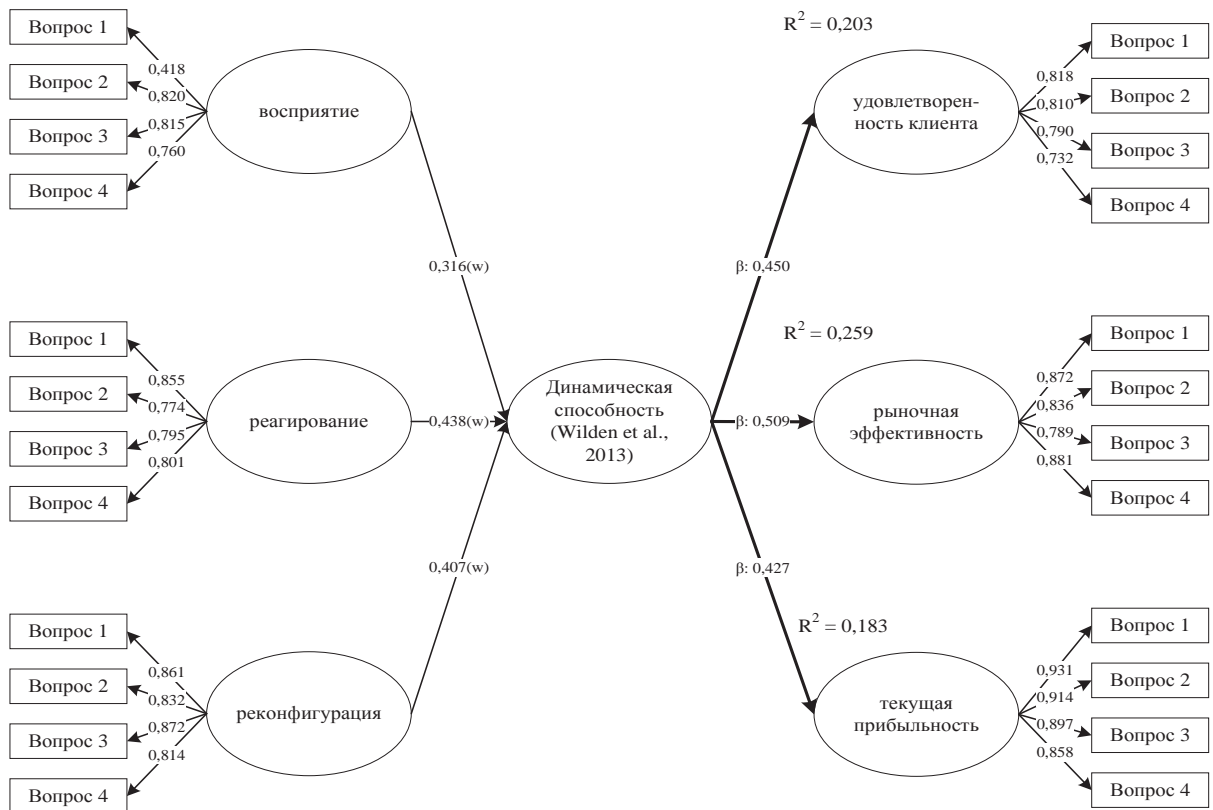 Вопрос 1
Вопрос 2
Вопрос 3
Вопрос 4
0,418
0,820
0,815
0,760
восприятие
0,316(w)
Вопрос 1
Вопрос 2
Вопрос 3
Вопрос 4
0,855
0,774
0,795
0,801
реагирование
0,438(w)
Вопрос 1
Вопрос 2
Вопрос 3
Вопрос 4
0,861
0,832
0,872
0,814
реконфигурация
0,407(w)
Динамическая
способность
(Wilden et al.,
2013)
R² = 0,203
β: 0,450
удовлетворен-
ность клиента
0,818
0,810
0,790
0,732
Вопрос 1
Вопрос 2
Вопрос 3
Вопрос 4
R² = 0,259
β: 0,509
рыночная
эффективность
0,872
0,836
0,789
0,881
Вопрос 1
Вопрос 2
Вопрос 3
Вопрос 4
β: 0,427
R² = 0,183
текущая
прибыльность
0,931
0,914
0,897
0,858
Вопрос 1
Вопрос 2
Вопрос 3
Вопрос 4